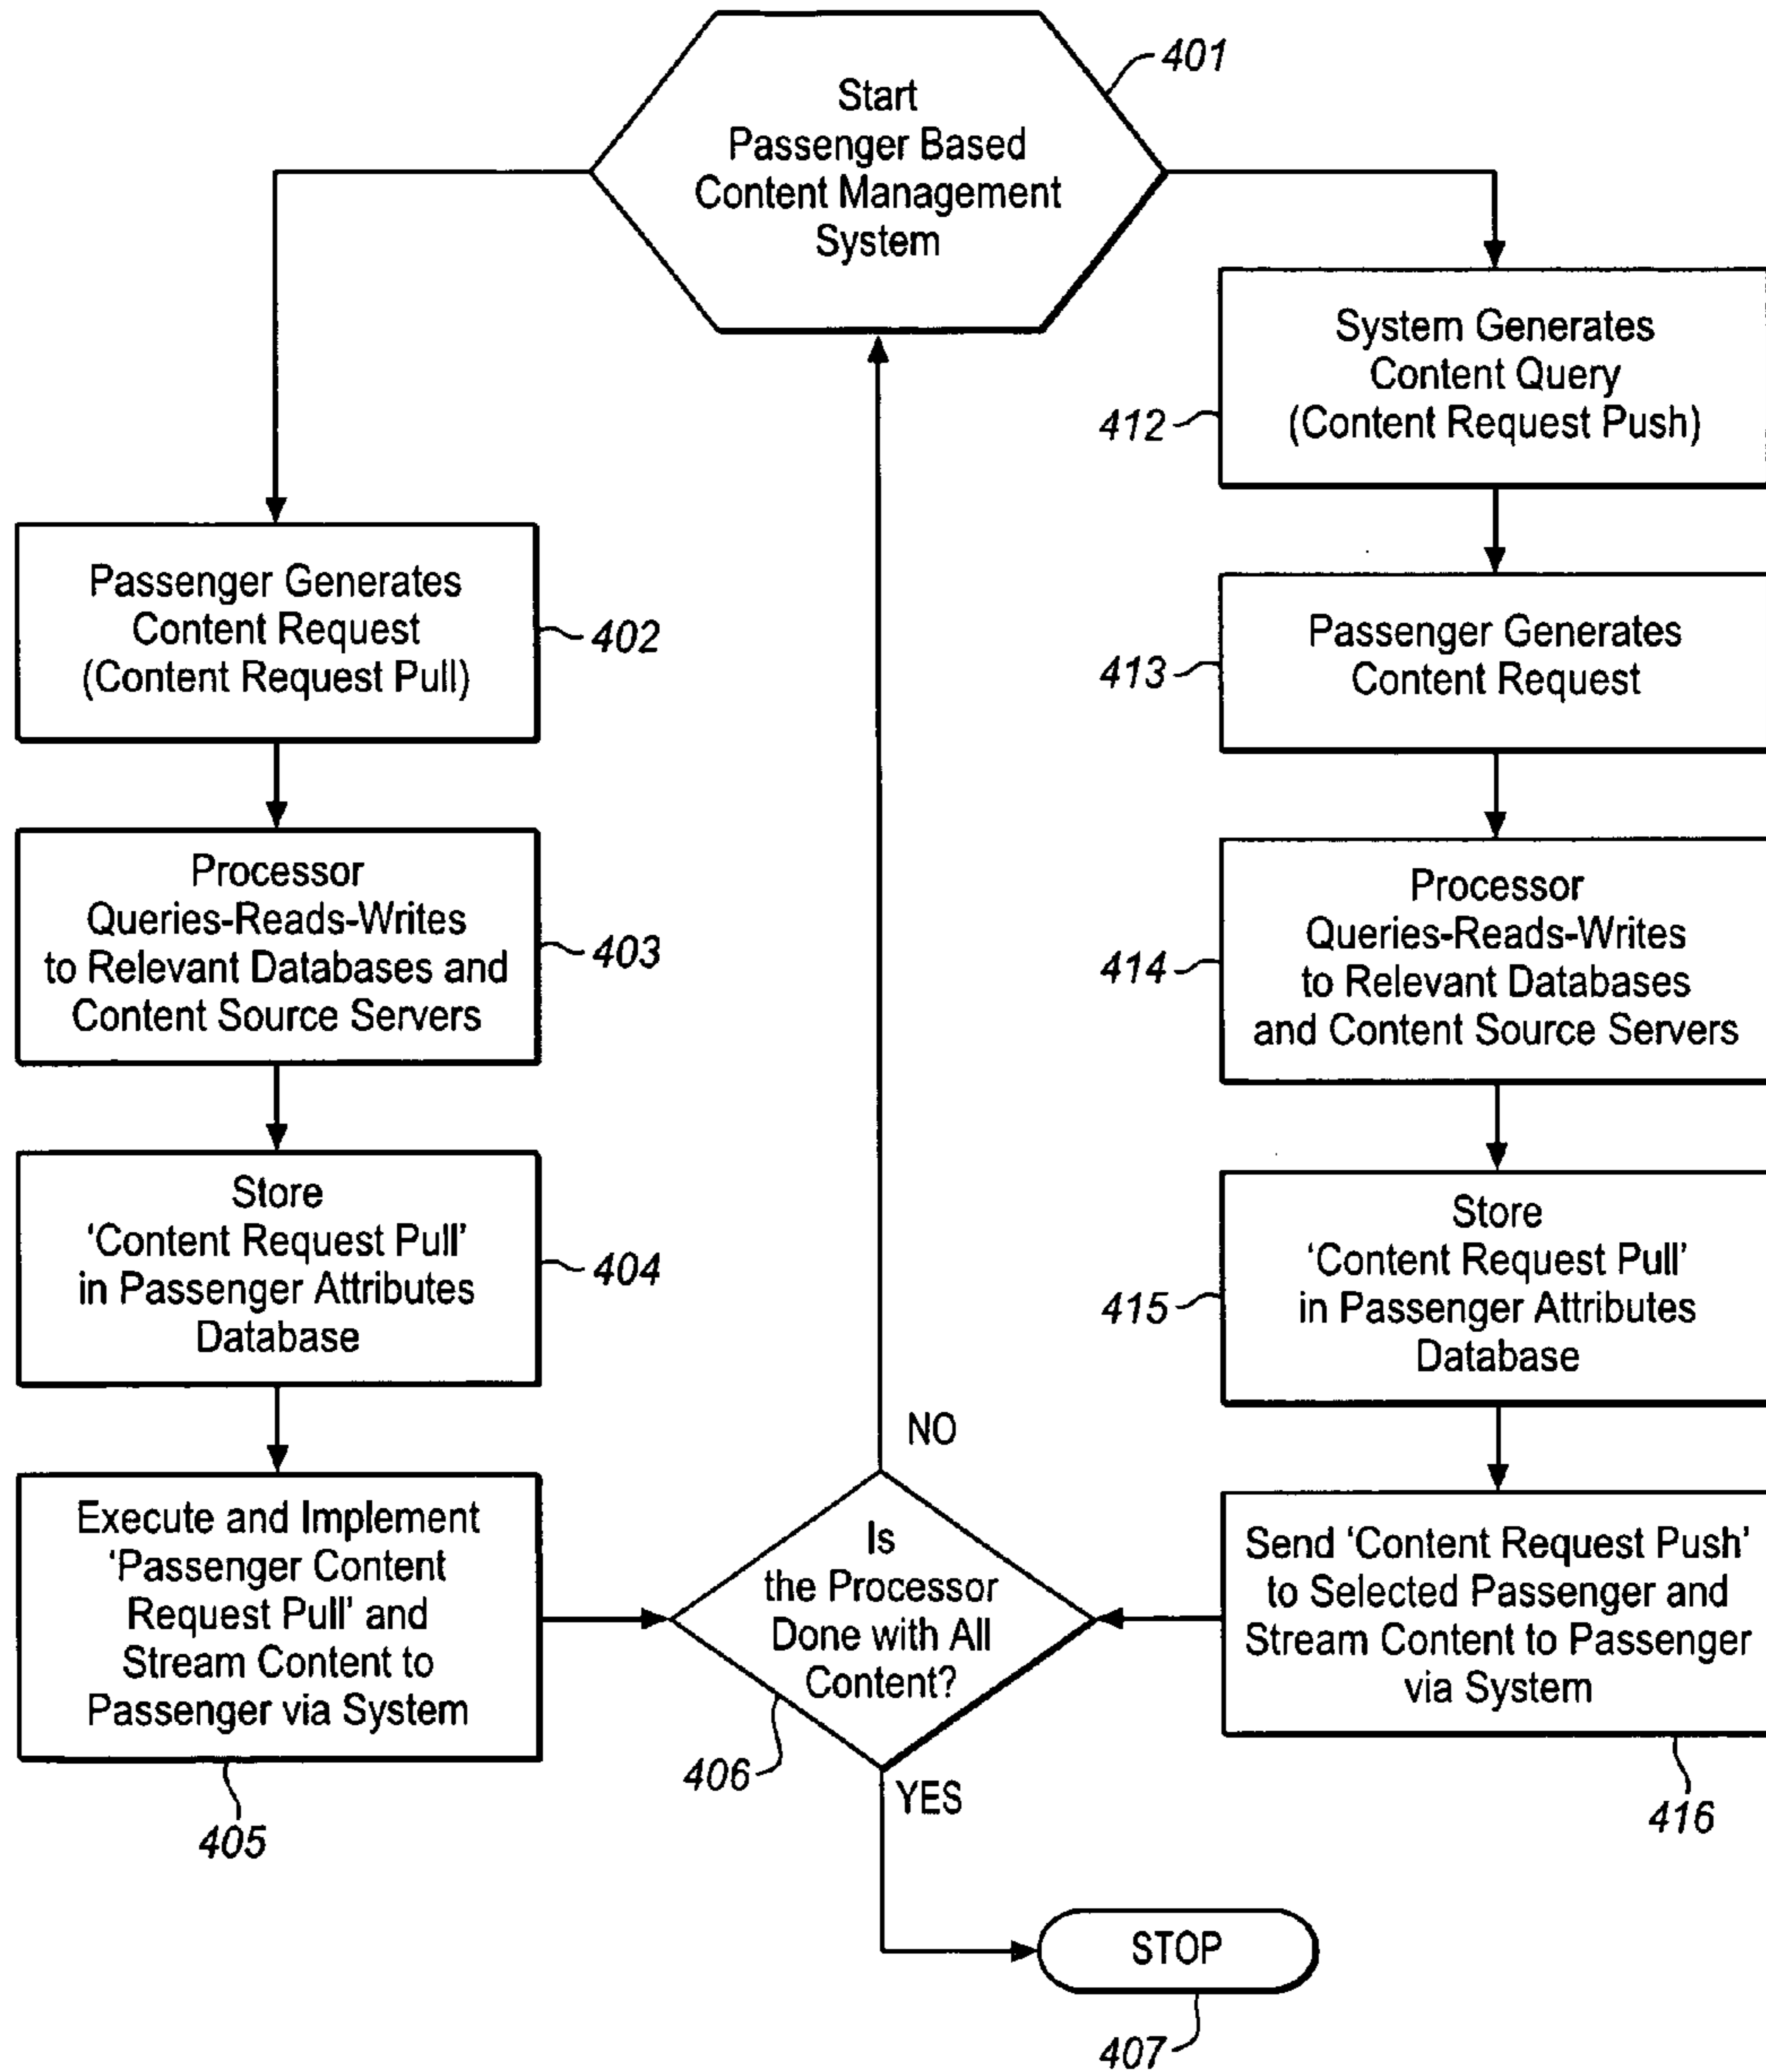 Start
Passenger Based
Content Management
System
401
Passenger Generates
Content Request
(Content Request Pull)
402
Processor
Queries-Reads-Writes
to Relevant Databases and
Content Source Servers
403
Store
‘Content Request Pull’
in Passenger Attributes
Database
404
Execute and Implement
‘Passenger Content
Request Pull’ and
Stream Content to
Passenger via System
405
System Generates
Content Query
(Content Request Push)
412
Passenger Generates
Content Request
413
Processor
Queries-Reads-Writes
to Relevant Databases
and Content Source Servers
414
Store
‘Content Request Pull’
in Passenger Attributes
Database
415
Send ‘Content Request Push’
to Selected Passenger and
Stream Content to Passenger
via System
416
NO
Is
the Processor
Done with All
Content?
406
YES
STOP
407